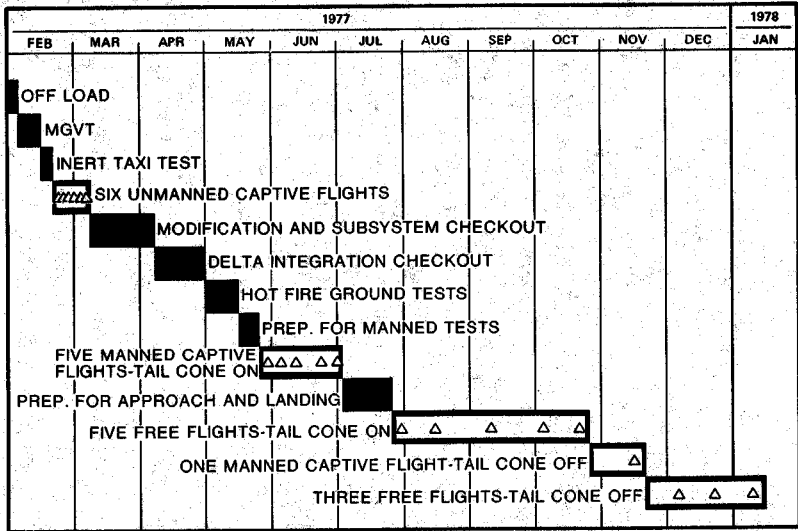 1977
1978
FEB MAR APR MAY JUN JUL AUG SEP OCT NOV DEC JAN
OFF LOAD
MGVT
INERT TAXI TEST
SIX UNMANNED CAPTIVE FLIGHTS
MODIFICATION AND SUBSYSTEM CHECKOUT
DELTA INTEGRATION CHECKOUT
HOT FIRE GROUND TESTS
PREP. FOR MANNED TESTS
FIVE MANNED CAPTIVE
FLIGHTS-TAIL CONE ON
PREP. FOR APPROACH AND LANDING
FIVE FREE FLIGHTS-TAIL CONE ON
ONE MANNED CAPTIVE FLIGHT-TAIL CONE OFF
THREE FREE FLIGHTS-TAIL CONE OFF